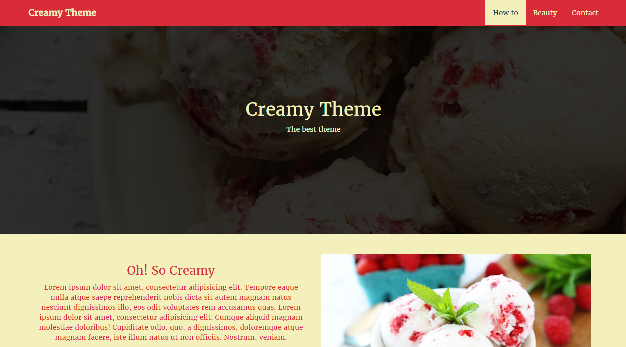 Creamy Theme
How to
Beauty
Contact
Creamy Theme
The best theme
Oh! So Creamy
Lorem ipsum dolor sit amet, consectetur adipisicing elit. Tempore eaque
nulla atque saepe reprehenderit nobis dicta sit autem magnam natus
nesciunt dignissimos illo, eos odit voluptates rem accusamus quas. Lorem
ipsum dolor sit amet, consectetur adipisicing elit. Cumque aliquid magnam
molestiae doloribus! Cupiditate odio, quo, a dignissimos, doloremque atque
magnam facere, iste illum natus ut non officiis. Nostrum, veniam.